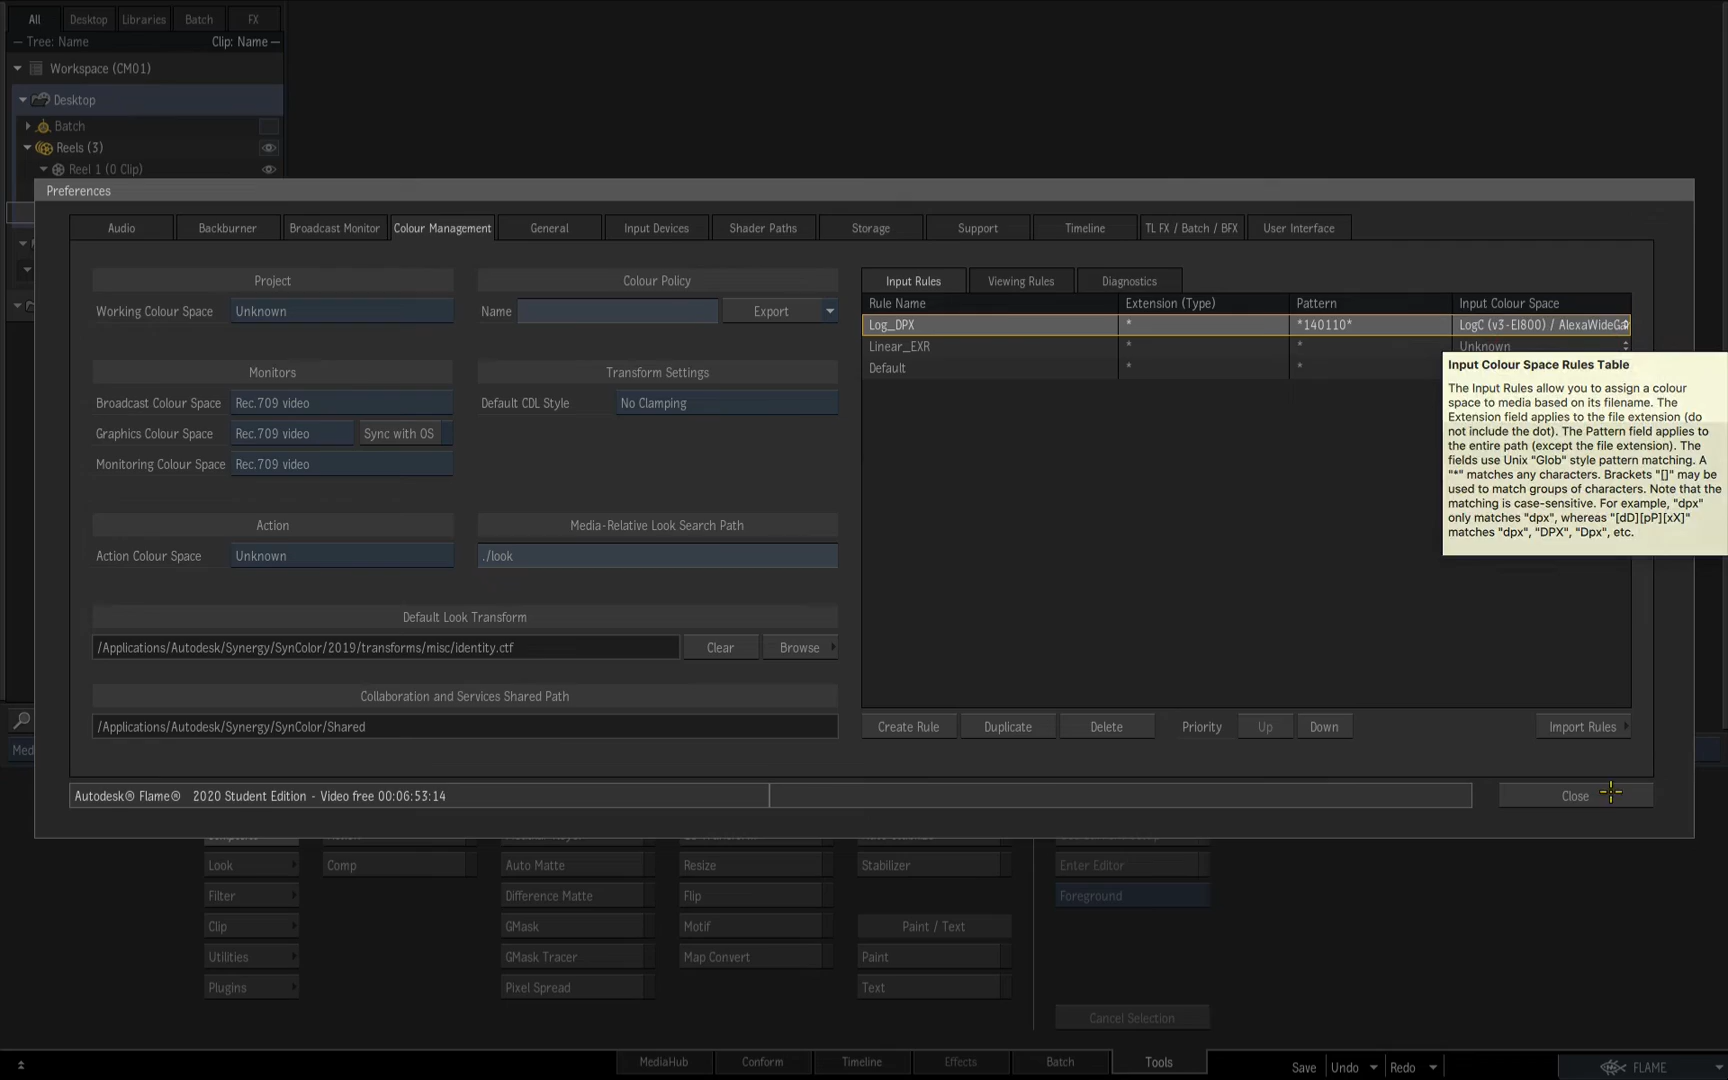 All
Desktop
Libraries
Batch
FX
Tree: Name
Clip: Name
Workspace (CM01)
Desktop
Batch
Reels (3)
Reel 1 (0 Clip)
Preferences
Audio
Backburner
Broadcast Monitor
Colour Management
General
Input Devices
Shader Paths
Storage
Support
Timeline
TL FX / Batch / BFX
User Interface
Project
Working Colour Space
Unknown
Colour Policy
Name
Export
Monitors
Broadcast Colour Space
Rec.709 video
Graphics Colour Space
Rec.709 video
Sync with OS
Monitoring Colour Space
Rec.709 video
Transform Settings
Default CDL Style
No Clamping
Action
Action Colour Space
Unknown
Media-Relative Look Search Path
./look
Default Look Transform
/Applications/Autodesk/Synergy/SynColor/2019/transforms/misc/identity.ctf
Clear
Browse
Collaboration and Services Shared Path
/Applications/Autodesk/Synergy/SynColor/Shared
Input Rules
Viewing Rules
Diagnostics
Rule Name
Extension (Type)
Pattern
Input Colour Space
Log_DPX
*
*140110*
LogC (v3-EI800) / AlexaWideGa
Linear_EXR
*
*
Unknown
Default
*
*
Input Colour Space Rules Table
The Input Rules allow you to assign a colour
space to media based on its filename. The
Extension field applies to the file extension (do
not include the dot). The Pattern field applies to
the entire path (except the file extension). The
fields use Unix "Glob" style pattern matching. A
"*" matches any characters. Brackets "[]" may be
used to match groups of characters. Note that the
matching is case-sensitive. For example, "dpx"
only matches "dpx", whereas "[dD][pP][xX]"
matches "dpx", "DPX", "Dpx", etc.
Create Rule
Duplicate
Delete
Priority
Up
Down
Import Rules
Med
Autodesk® Flame® 2020 Student Edition - Video free 00:06:53:14
Close
Look
Comp
Auto Matte
Resize
Stabilizer
Enter Editor
Filter
Difference Matte
Flip
Foreground
Clip
GMask
Motif
Paint / Text
Utilities
GMask Tracer
Map Convert
Paint
Plugins
Pixel Spread
Text
Cancel Selection
MediaHub
Conform
Timeline
Effects
Batch
Tools
Save
Undo
Redo
FLAME